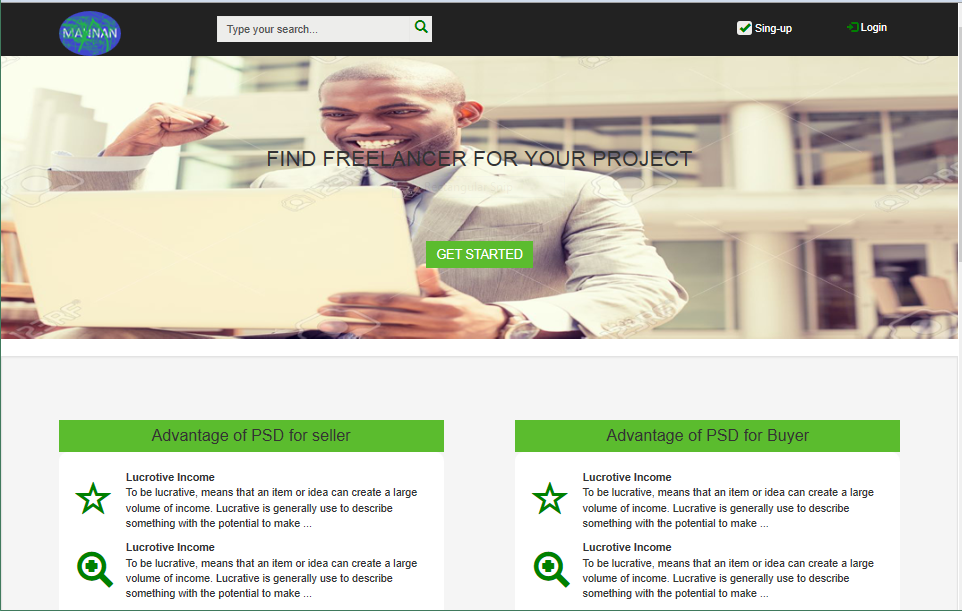 MANNAN
Type your search...
Sing-up
Login
FIND FREELANCER FOR YOUR PROJECT
GET STARTED
Advantage of PSD for seller
Lucrotive Income
To be lucrative, means that an item or idea can create a large
volume of income. Lucrative is generally use to describe
something with the potential to make ...
Lucrotive Income
To be lucrative, means that an item or idea can create a large
volume of income. Lucrative is generally use to describe
something with the potential to make ...
Advantage of PSD for Buyer
Lucrotive Income
To be lucrative, means that an item or idea can create a large
volume of income. Lucrative is generally use to describe
something with the potential to make ...
Lucrotive Income
To be lucrative, means that an item or idea can create a large
volume of income. Lucrative is generally use to describe
something with the potential to make ...